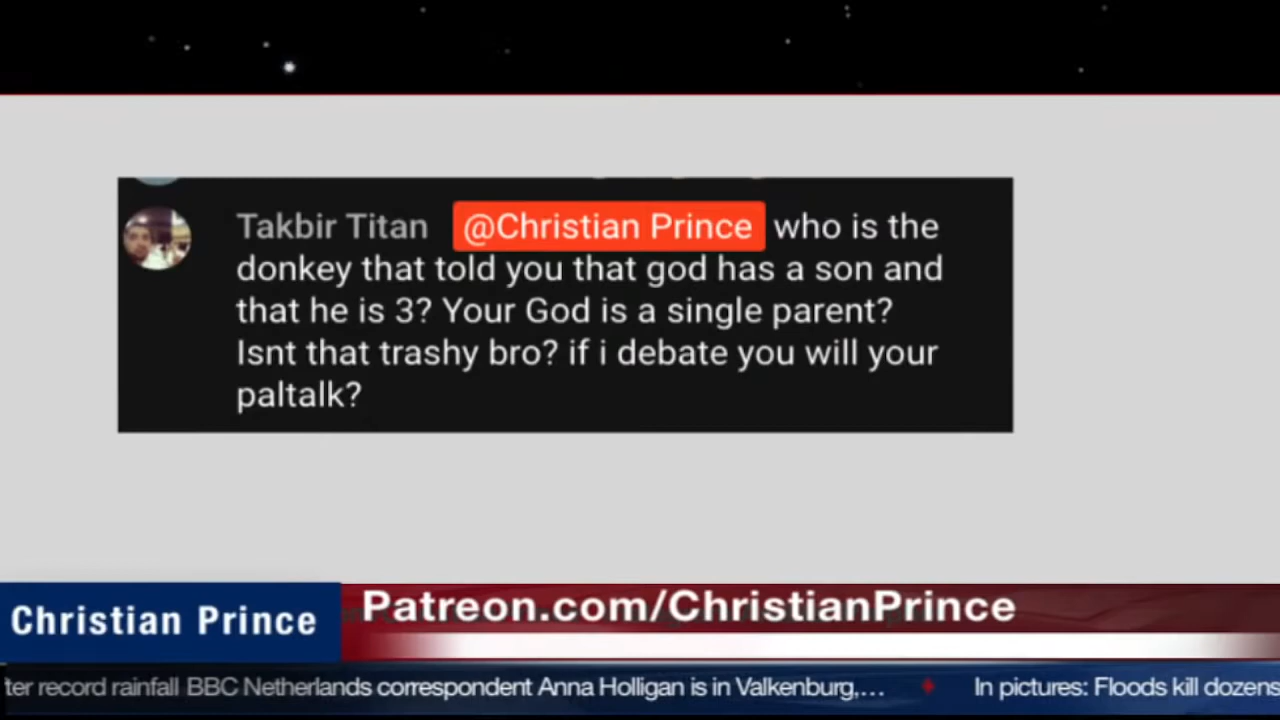 Takbir Titan @Christian Prince who is the
donkey that told you that god has a son and
that he is 3? Your God is a single parent?
Isnt that trashy bro? if i debate you will your
paltalk?
Christian Prince
Patreon.com/ChristianPrince
record rainfall BBC Netherlands correspondent Anna Holligan is in Valkenburg,... In pictures: Floods kill dozens